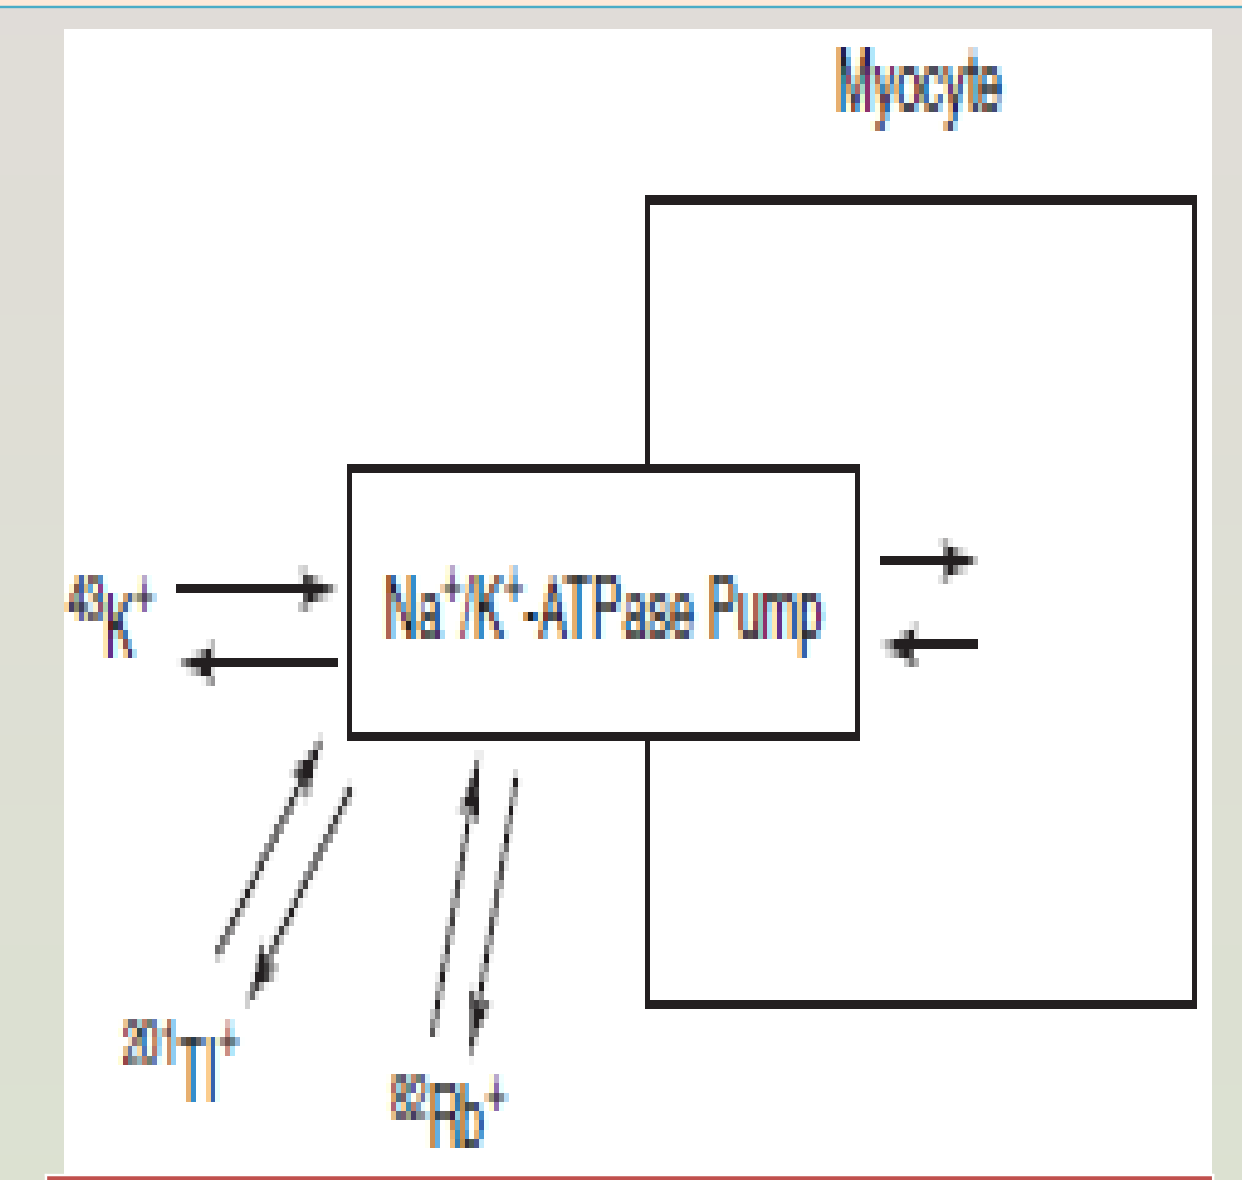 Myocyte
⁴³K⁺
Na⁺/K⁺-ATPase Pump
²⁰¹Tl⁺
⁸²Rb⁺